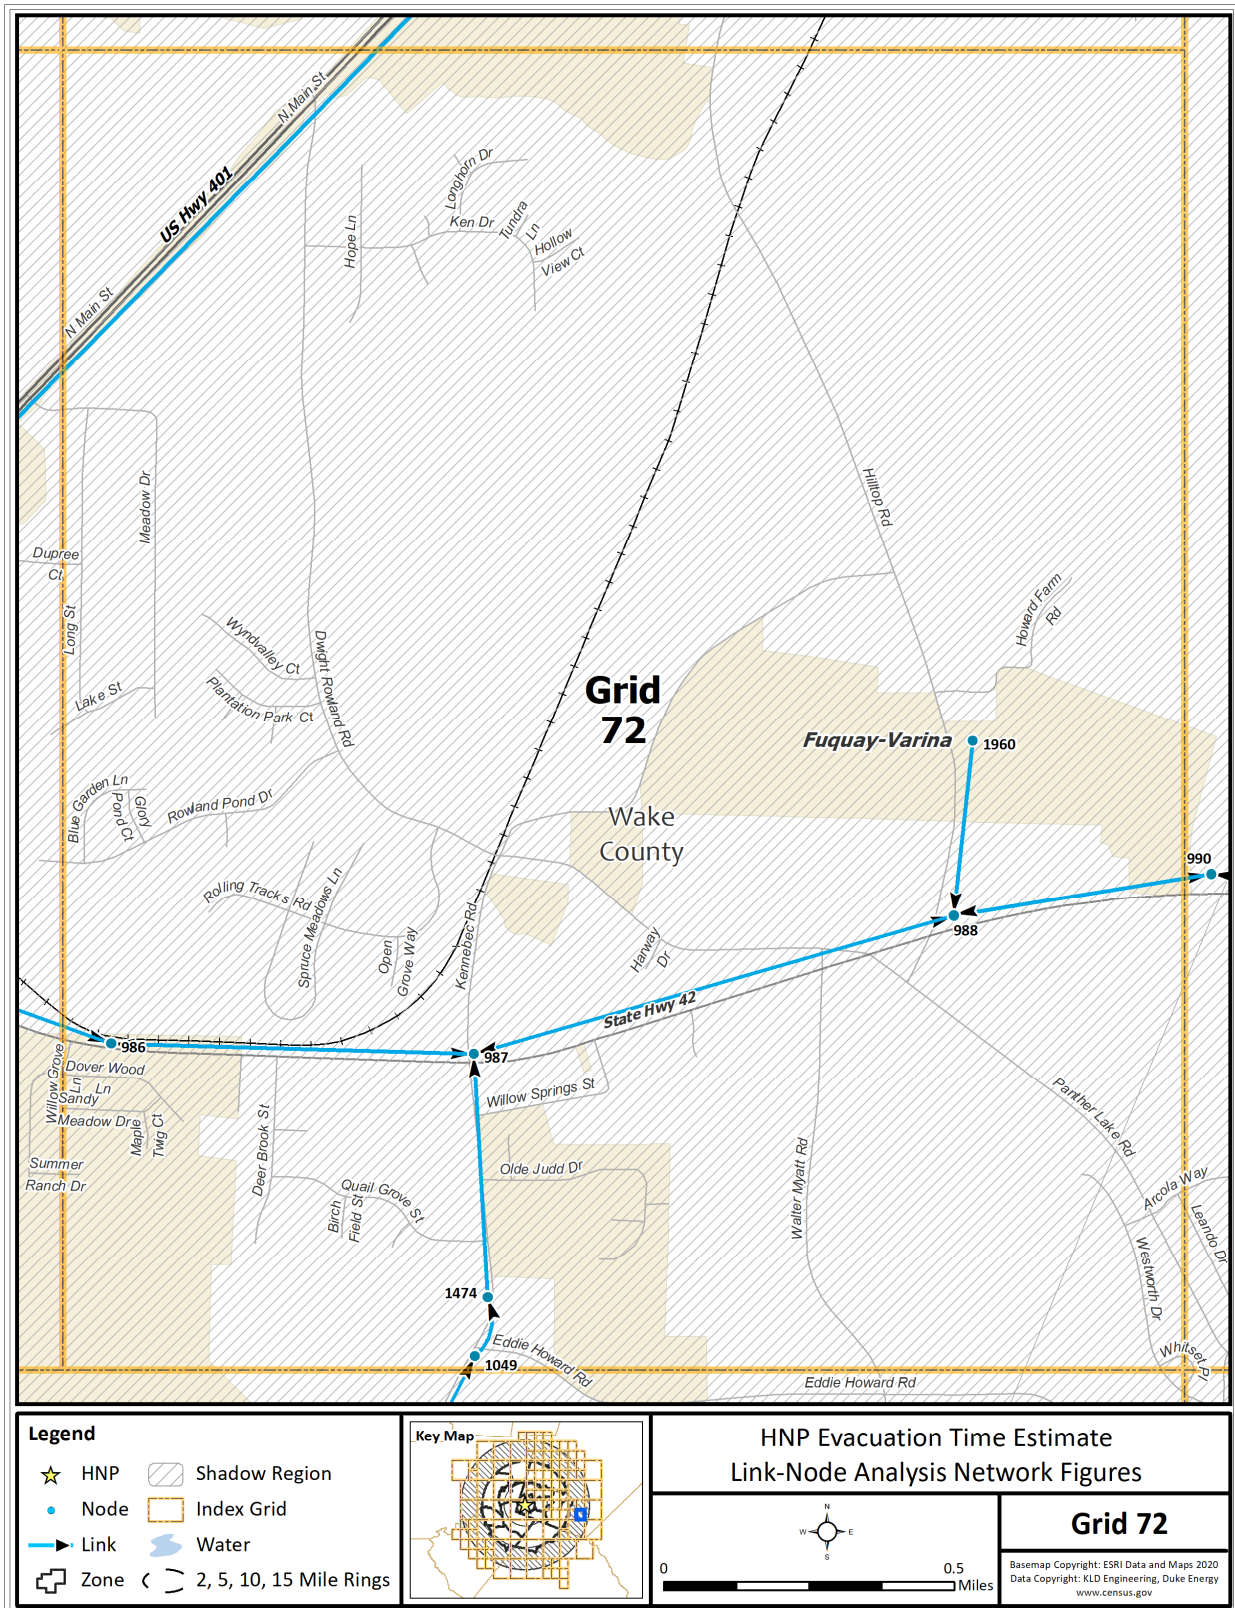 N Main St
US Hwy 401
N Main St
Longhorn Dr
Ken Dr
Tundra
Ln
Hollow
View Ct
Hope Ln
Meadow Dr
Dupree
Ct
Long St
Lake St
Hilltop Rd
Howard Farm
Rd
Wyndvalley Ct
Plantation Park Ct
Dwight Rowland Rd
Grid
72
Fuquay-Varina
1960
Wake
County
Blue Garden Ln
Glory
Pond Ct
Rowland Pond Dr
990
988
Rolling Tracks Rd
Spruce Meadows Ln
Open
Grove Way
Kennebec Rd
Harway
Dr
State Hwy 42
986
987
Dover Wood
Ln
Willow Grove
Ln
Sandy
Meadow Dr
Maple
Twig Ct
Summer
Ranch Dr
Deer Brook St
Willow Springs St
Olde Judd Dr
Quail Grove St
Birch
Field St
Walter Myatt Rd
Panther Lake Rd
Arcola Way
Leando Dr
Westworth Dr
Whitset Pl
1474
1049
Eddie Howard Rd
Eddie Howard Rd
Legend
HNP
Shadow Region
Node
Index Grid
Link
Water
Zone
2, 5, 10, 15 Mile Rings
Key Map
HNP Evacuation Time Estimate
Link-Node Analysis Network Figures
N
W E
S
0 0.5
Miles
Grid 72
Basemap Copyright: ESRI Data and Maps 2020
Data Copyright: KLD Engineering, Duke Energy
www.census.gov